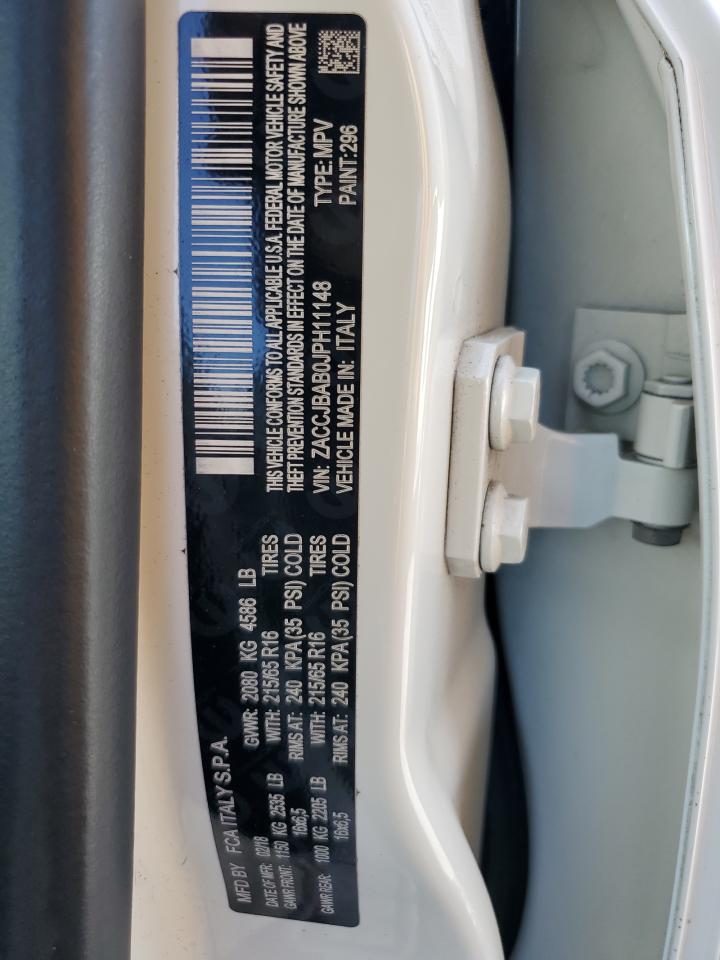 MFD BY FCA ITALY S.P.A.
DATE OF MFR: 02/18 GVWR: 2080 KG 4586 LB
GAWR FRONT: 1150 KG 2535 LB WITH: 215/65 R16 TIRES
16x6,5 RIMS AT: 240 KPA(35 PSI) COLD
GAWR REAR: 1000 KG 2205 LB WITH: 215/65 R16 TIRES
16x6,5 RIMS AT: 240 KPA(35 PSI) COLD
THIS VEHICLE CONFORMS TO ALL APPLICABLE U.S.A. FEDERAL MOTOR VEHICLE SAFETY AND
THEFT PREVENTION STANDARDS IN EFFECT ON THE DATE OF MANUFACTURE SHOWN ABOVE
VIN: ZACCJBAB0JPH11148 TYPE: MPV
VEHICLE MADE IN: ITALY PAINT:296